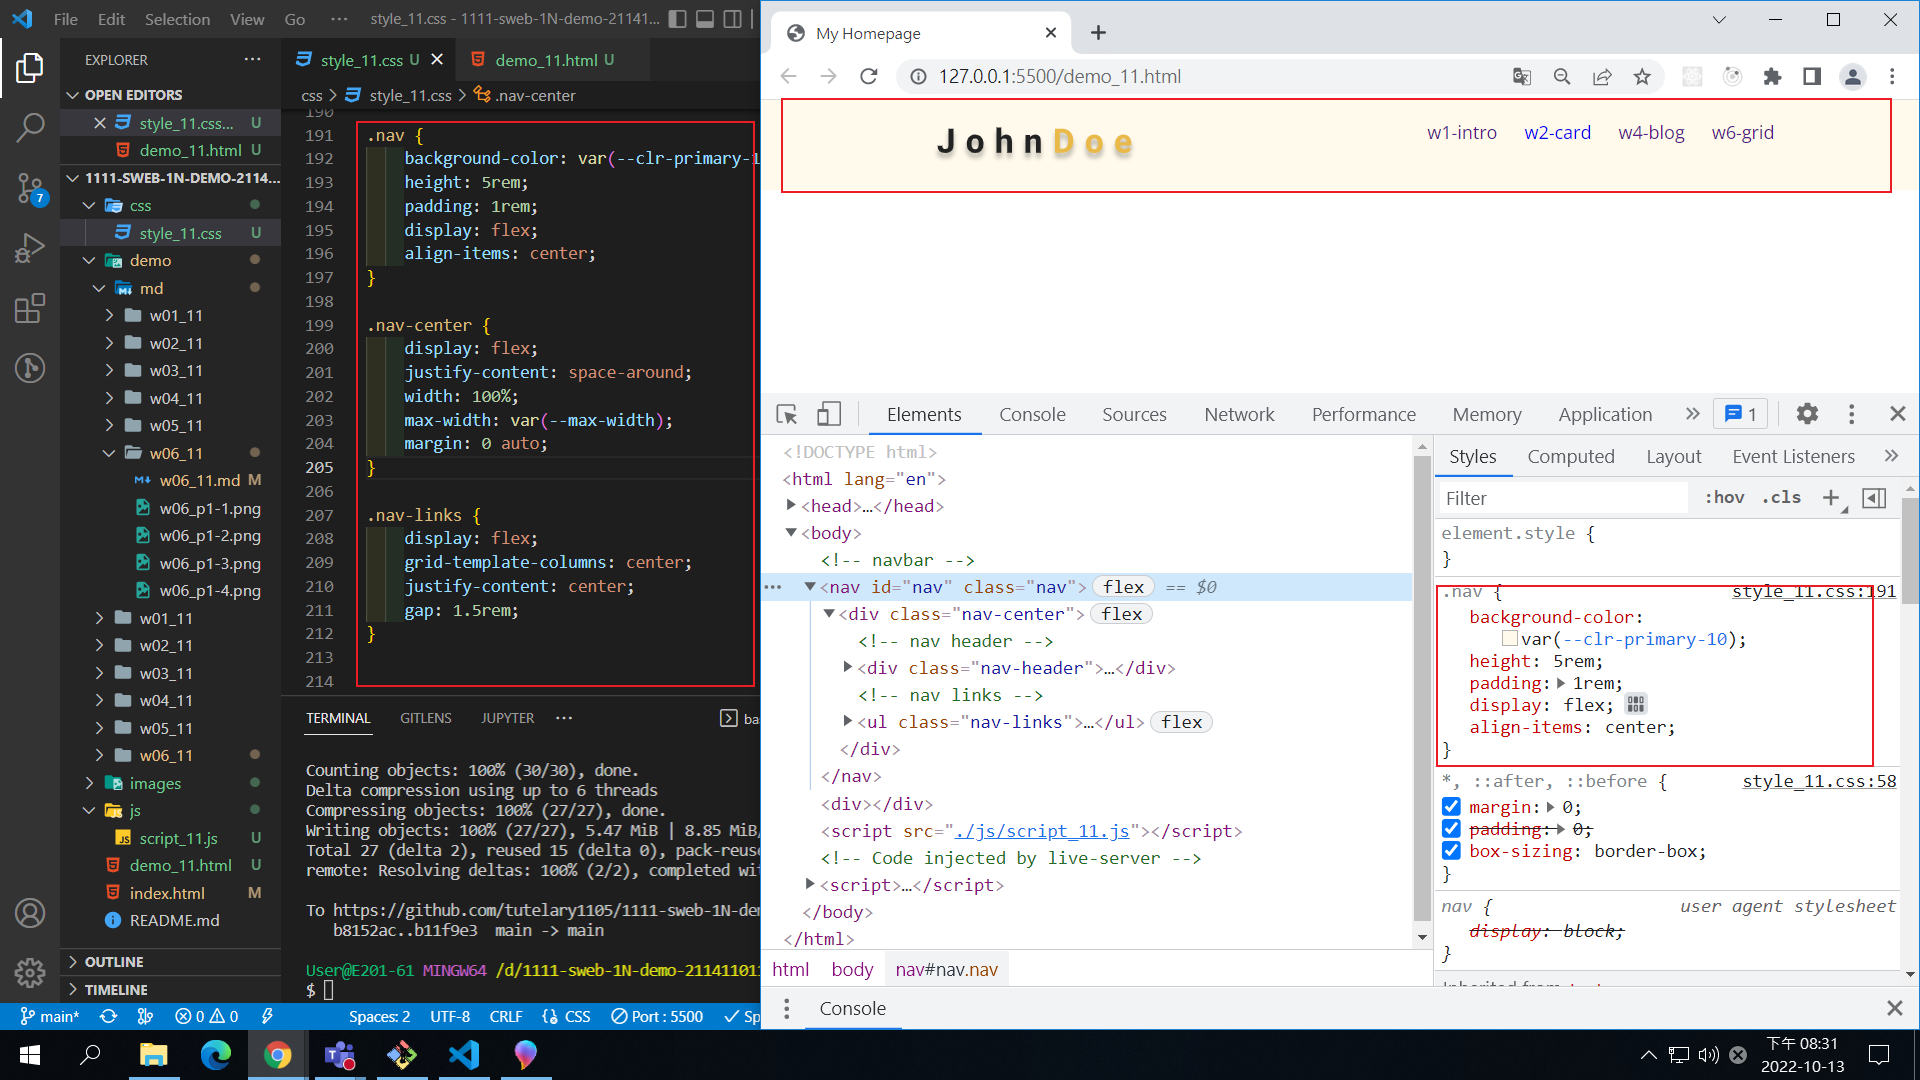 File Edit Selection View Go ··· style_11.css - 1111-sweb-1N-demo-21141...
EXPLORER ···
OPEN EDITORS
style_11.css... U
demo_11.html U
1111-SWEB-1N-DEMO-2114...
css
style_11.css U
demo
md
w01_11
w02_11
w03_11
w04_11
w05_11
w06_11
w06_11.md M
w06_p1-1.png
w06_p1-2.png
w06_p1-3.png
w06_p1-4.png
w01_11
w02_11
w03_11
w04_11
w05_11
w06_11
images
js
script_11.js U
demo_11.html U
index.html M
README.md
OUTLINE
TIMELINE
7
style_11.css U
demo_11.html U
css > style_11.css > .nav-center
190
191 .nav {
192 background-color: var(--clr-primary-1
193 height: 5rem;
194 padding: 1rem;
195 display: flex;
196 align-items: center;
197 }
198
199 .nav-center {
200 display: flex;
201 justify-content: space-around;
202 width: 100%;
203 max-width: var(--max-width);
204 margin: 0 auto;
205 }
206
207 .nav-links {
208 display: flex;
209 grid-template-columns: center;
210 justify-content: center;
211 gap: 1.5rem;
212 }
213
214
TERMINAL GITLENS JUPYTER ··· ba
Counting objects: 100% (30/30), done.
Delta compression using up to 6 threads
Compressing objects: 100% (27/27), done.
Writing objects: 100% (27/27), 5.47 MiB | 8.85 MiB/
Total 27 (delta 2), reused 15 (delta 0), pack-reuse
remote: Resolving deltas: 100% (2/2), completed wi
To https://github.com/tutelary1105/1111-sweb-1N-de
b8152ac..b11f9e3 main -> main
User@E201-61 MINGW64 /d/1111-sweb-1N-demo-211411011
$
main* 0 0 Spaces: 2 UTF-8 CRLF CSS Port : 5500 Sp
My Homepage
127.0.0.1:5500/demo_11.html
JohnDoe
w1-intro w2-card w4-blog w6-grid
Elements Console Sources Network Performance Memory Application 1
<!DOCTYPE html>
<html lang="en">
<head>…</head>
<body>
<!-- navbar -->
<nav id="nav" class="nav"> flex == $0
<div class="nav-center"> flex
<!-- nav header -->
<div class="nav-header">…</div>
<!-- nav links -->
<ul class="nav-links">…</ul> flex
</div>
</nav>
<div></div>
<script src="./js/script_11.js"></script>
<!-- Code injected by live-server -->
<script>…</script>
</body>
</html>
html body nav#nav.nav
Styles Computed Layout Event Listeners
Filter :hov .cls
element.style {
}
.nav { style_11.css:191
background-color:
var(--clr-primary-10);
height: 5rem;
padding: 1rem;
display: flex;
align-items: center;
}
*, ::after, ::before { style_11.css:58
margin: 0;
padding: 0;
box-sizing: border-box;
}
nav { user agent stylesheet
display: block;
}
Inherited from
Console
下午 08:31
2022-10-13